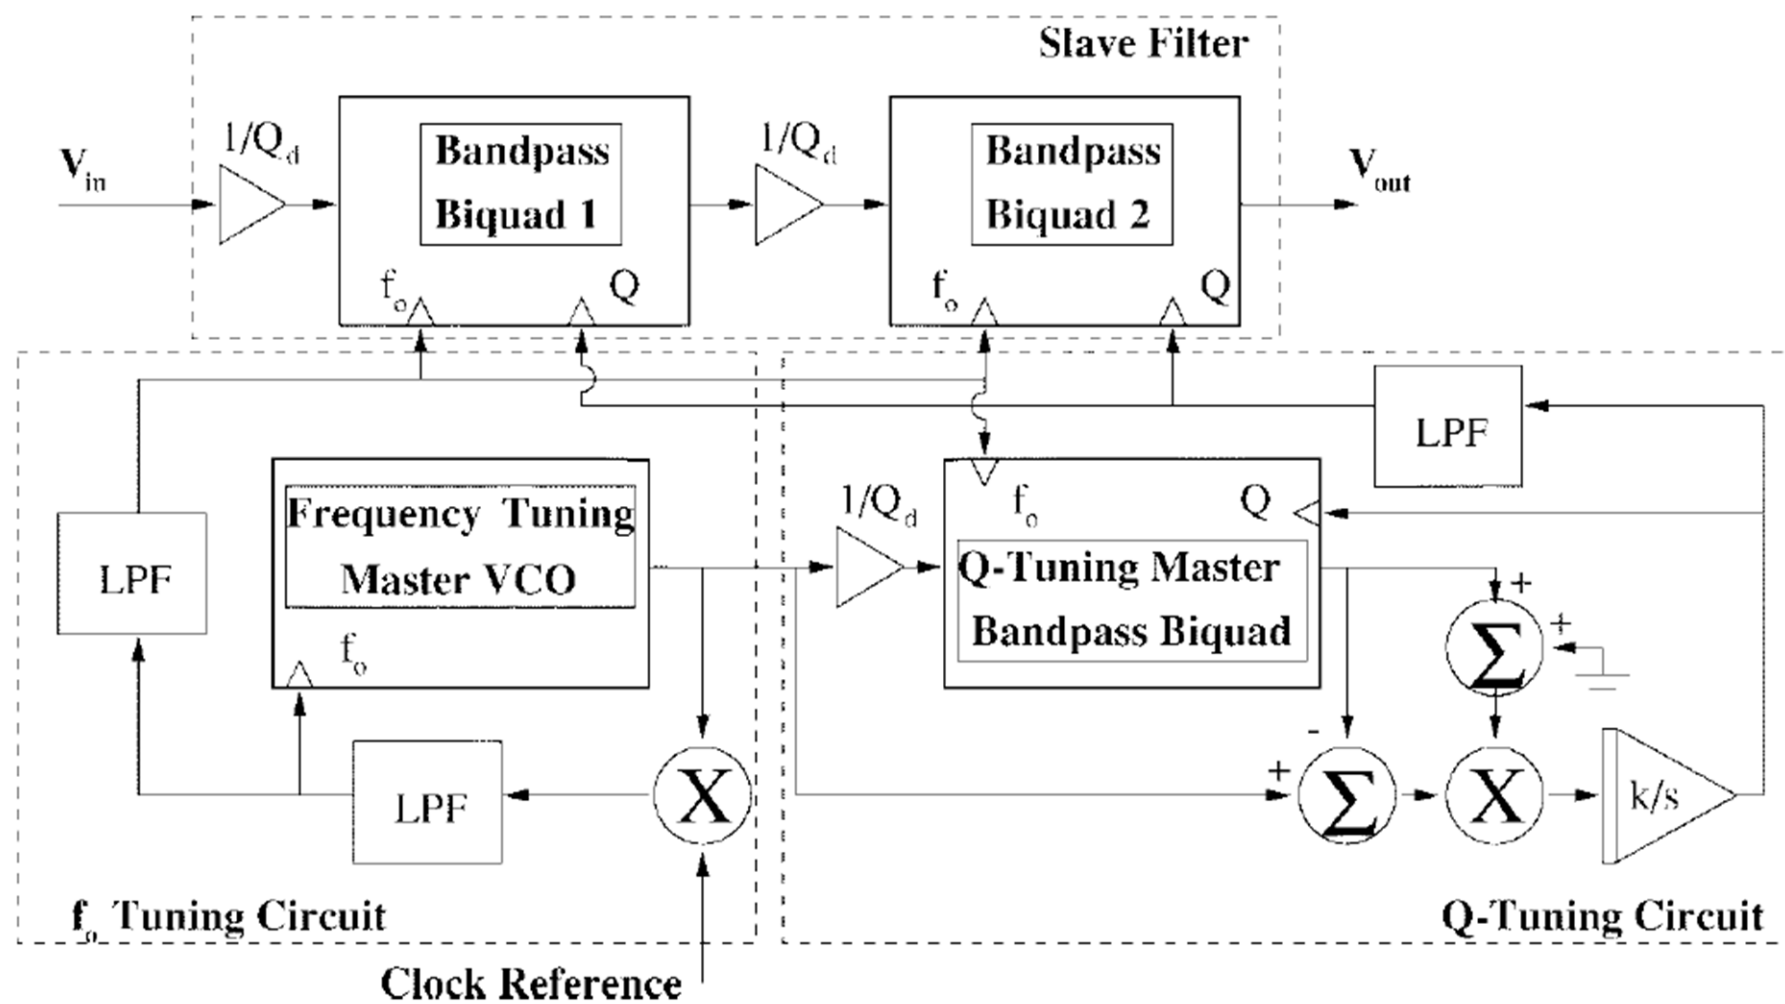 Slave Filter
V_in
1/Q_d
Bandpass
Biquad 1
f_o
Q
1/Q_d
Bandpass
Biquad 2
f_o
Q
V_out
LPF
Frequency Tuning
Master VCO
f_o
LPF
X
f_o Tuning Circuit
Clock Reference
1/Q_d
f_o
Q
Q-Tuning Master
Bandpass Biquad
LPF
+
Σ
+
-
+
Σ
X
k/s
Q-Tuning Circuit